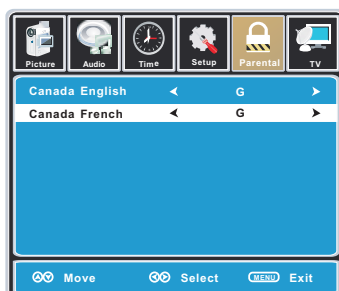 Picture Audio Time Setup Parental TV
Canada English G
Canada French G
Move Select MENU Exit